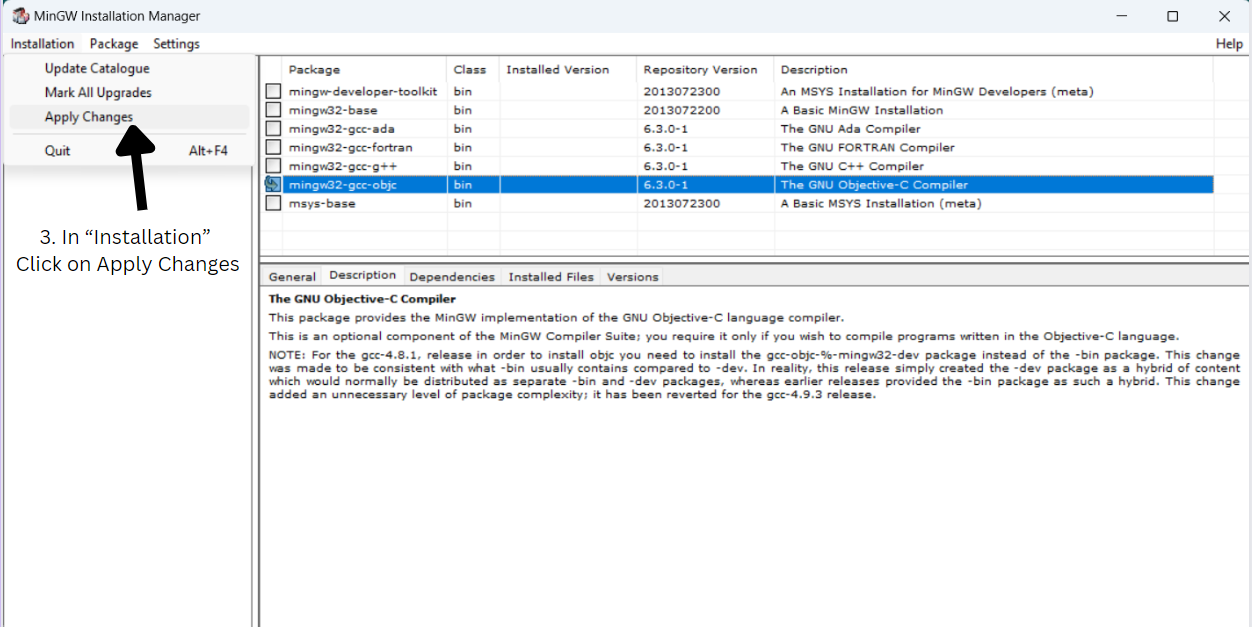 MinGW Installation Manager
Installation Package Settings Help
Update Catalogue
Mark All Upgrades
Apply Changes
Quit Alt+F4
3. In “Installation”
Click on Apply Changes
Package Class Installed Version Repository Version Description
mingw-developer-toolkit bin 2013072300 An MSYS Installation for MinGW Developers (meta)
mingw32-base bin 2013072200 A Basic MinGW Installation
mingw32-gcc-ada bin 6.3.0-1 The GNU Ada Compiler
mingw32-gcc-fortran bin 6.3.0-1 The GNU FORTRAN Compiler
mingw32-gcc-g++ bin 6.3.0-1 The GNU C++ Compiler
mingw32-gcc-objc bin 6.3.0-1 The GNU Objective-C Compiler
msys-base bin 2013072300 A Basic MSYS Installation (meta)
General Description Dependencies Installed Files Versions
The GNU Objective-C Compiler
This package provides the MinGW implementation of the GNU Objective-C language compiler.
This is an optional component of the MinGW Compiler Suite; you require it only if you wish to compile programs written in the Objective-C language.
NOTE: For the gcc-4.8.1, release in order to install objc you need to install the gcc-objc-%-mingw32-dev package instead of the -bin package. This change
was made to be consistent with what -bin usually contains compared to -dev. In reality, this release simply created the -dev package as a hybrid of content
which would normally be distributed as separate -bin and -dev packages, whereas earlier releases provided the -bin package as such a hybrid. This change
added an unnecessary level of package complexity; it has been reverted for the gcc-4.9.3 release.